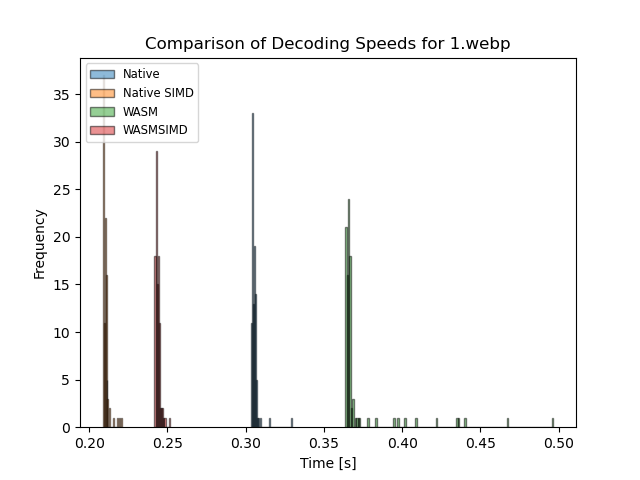 Comparison of Decoding Speeds for 1.webp
Native
Native SIMD
WASM
WASMSIMD
35
30
25
20
15
10
5
0
Frequency
0.20 0.25 0.30 0.35 0.40 0.45 0.50
Time [s]